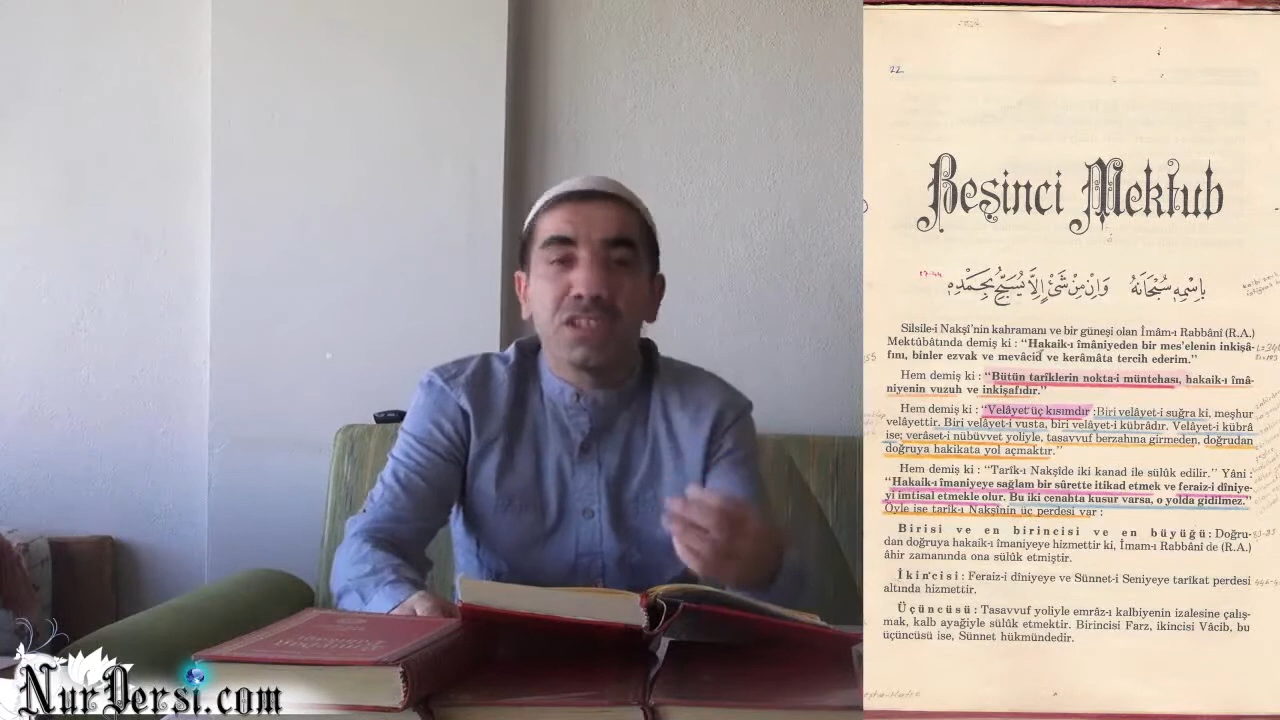 22
Beşinci Mektub
17-44
بِاسْمِهِ سُبْحَانَهُ وَاِنْ مِنْ شَىْءٍ اِلَّا يُسَبِّحُ بِحَمْدِهِ
Silsile-i Nakşî'nin kahramanı ve bir güneşi olan İmâm-ı Rabbânî (R.A.)
Mektûbâtında demiş ki : "Hakaik-ı îmâniyeden bir mes'elenin inkişâ-
fını, binler ezvak ve mevâcid ve kerâmâta tercih ederim."
Hem demiş ki : "Bütün tarîklerin nokta-i müntehası, hakaik-ı îmâ-
niyenin vuzuh ve inkişafıdır."
Hem demiş ki : "Velâyet üç kısımdır : Biri velâyet-i suğra ki, meşhur
velâyettir. Biri velâyet-i vusta, biri velâyet-i kübrâdır. Velâyet-i kübrâ
ise; verâset-i nübüvvet yoliyle, tasavvuf berzahına girmeden, doğrudan
doğruya hakikata yol açmaktır."
Hem demiş ki : "Tarîk-ı Nakşîde iki kanad ile sülûk edilir." Yâni :
"Hakaik-ı îmaniyeye sağlam bir sûrette itikad etmek ve feraiz-i dîniye-
yi imtisal etmekle olur. Bu iki cenahta kusur varsa, o yolda gidilmez."
Öyle ise tarîk-ı Nakşînin üç perdesi var :
Birisi ve en birincisi ve en büyüğü : Doğru-
dan doğruya hakaik-ı îmaniyeye hizmettir ki, İmam-ı Rabbânî de (R.A.)
âhir zamanında ona sülûk etmiştir.
İkincisi : Feraiz-i dîniyeye ve Sünnet-i Seniyeye tarîkat perdesi
altında hizmettir.
Üçüncüsü : Tasavvuf yoliyle emrâz-ı kalbiyenin izalesine çalış-
mak, kalb ayağiyle sülûk etmektir. Birincisi Farz, ikincisi Vâcib, bu
üçüncüsü ise, Sünnet hükmündedir.
NurDersi.com